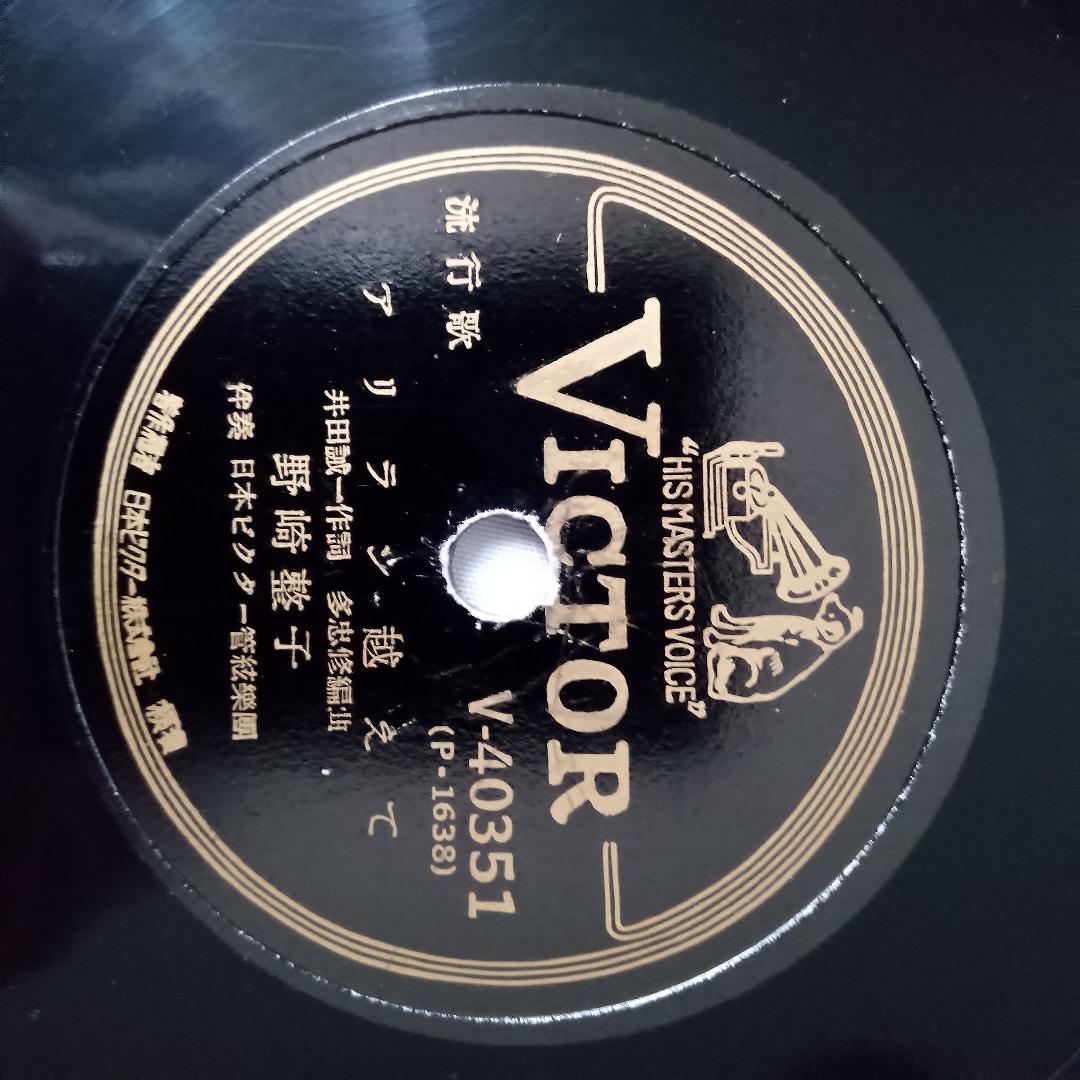 "HIS MASTERS VOICE"
VICTOR
流行歌
V-40351
(P-1638)
アリラン越えて
井田誠一作詞 多忠修編曲
野崎整子
伴奏 日本ビクター管絃樂團
日本ビクター株式會社